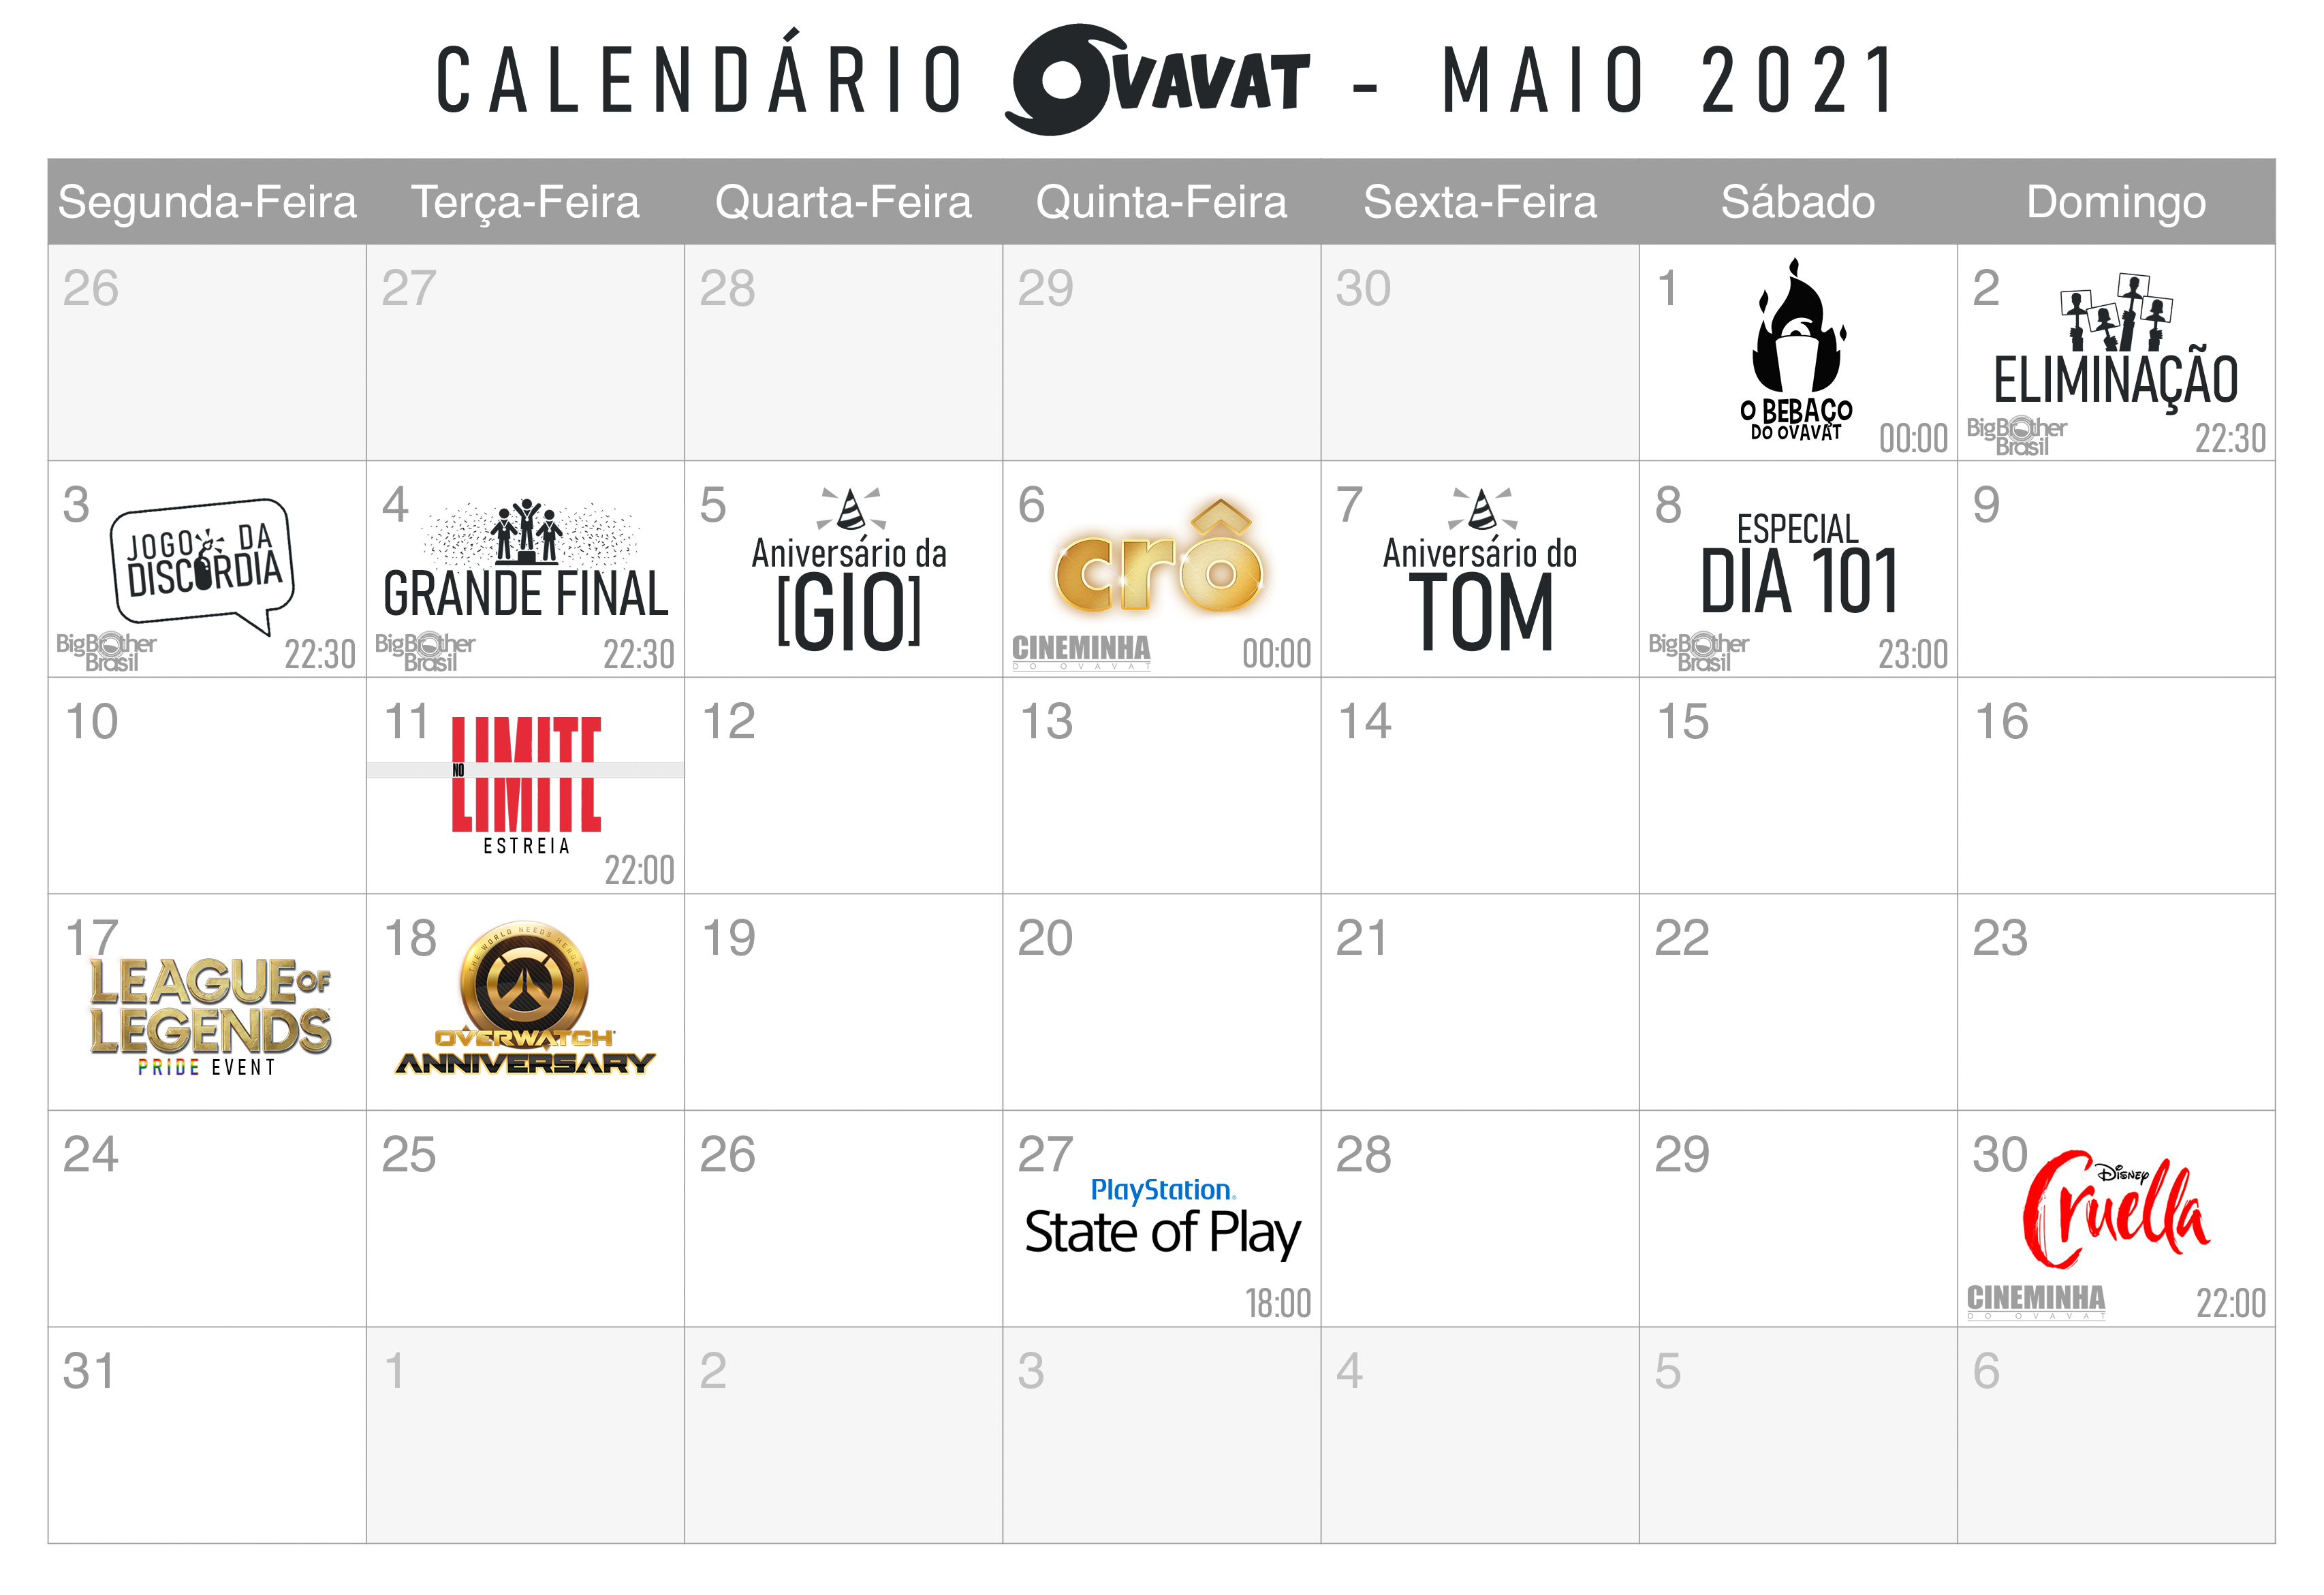 CALENDÁRIO OVAVAT - MAIO 2021
Segunda-Feira Terça-Feira Quarta-Feira Quinta-Feira Sexta-Feira Sábado Domingo
26
27
28
29
30
1
O BEBAÇO
DO OVAVAT
00:00
2
ELIMINAÇÃO
BigBrother
Brasil
22:30
3
JOGO DA
DISCÓRDIA
BigBrother
Brasil
22:30
4
GRANDE FINAL
BigBrother
Brasil
22:30
5
Aniversário da
[GIO]
6
crô
CINEMINHA
DO OVAVAT
00:00
7
Aniversário do
TOM
8
ESPECIAL
DIA 101
BigBrother
Brasil
23:00
9
10
11
NO LIMITE
ESTREIA
22:00
12
13
14
15
16
17
LEAGUE OF
LEGENDS
PRIDE EVENT
18
THE WORLD NEEDS HEROES
OVERWATCH
ANNIVERSARY
19
20
21
22
23
24
25
26
27
PlayStation®
State of Play
18:00
28
29
30
Disney
Cruella
CINEMINHA
DO OVAVAT
22:00
31
1
2
3
4
5
6